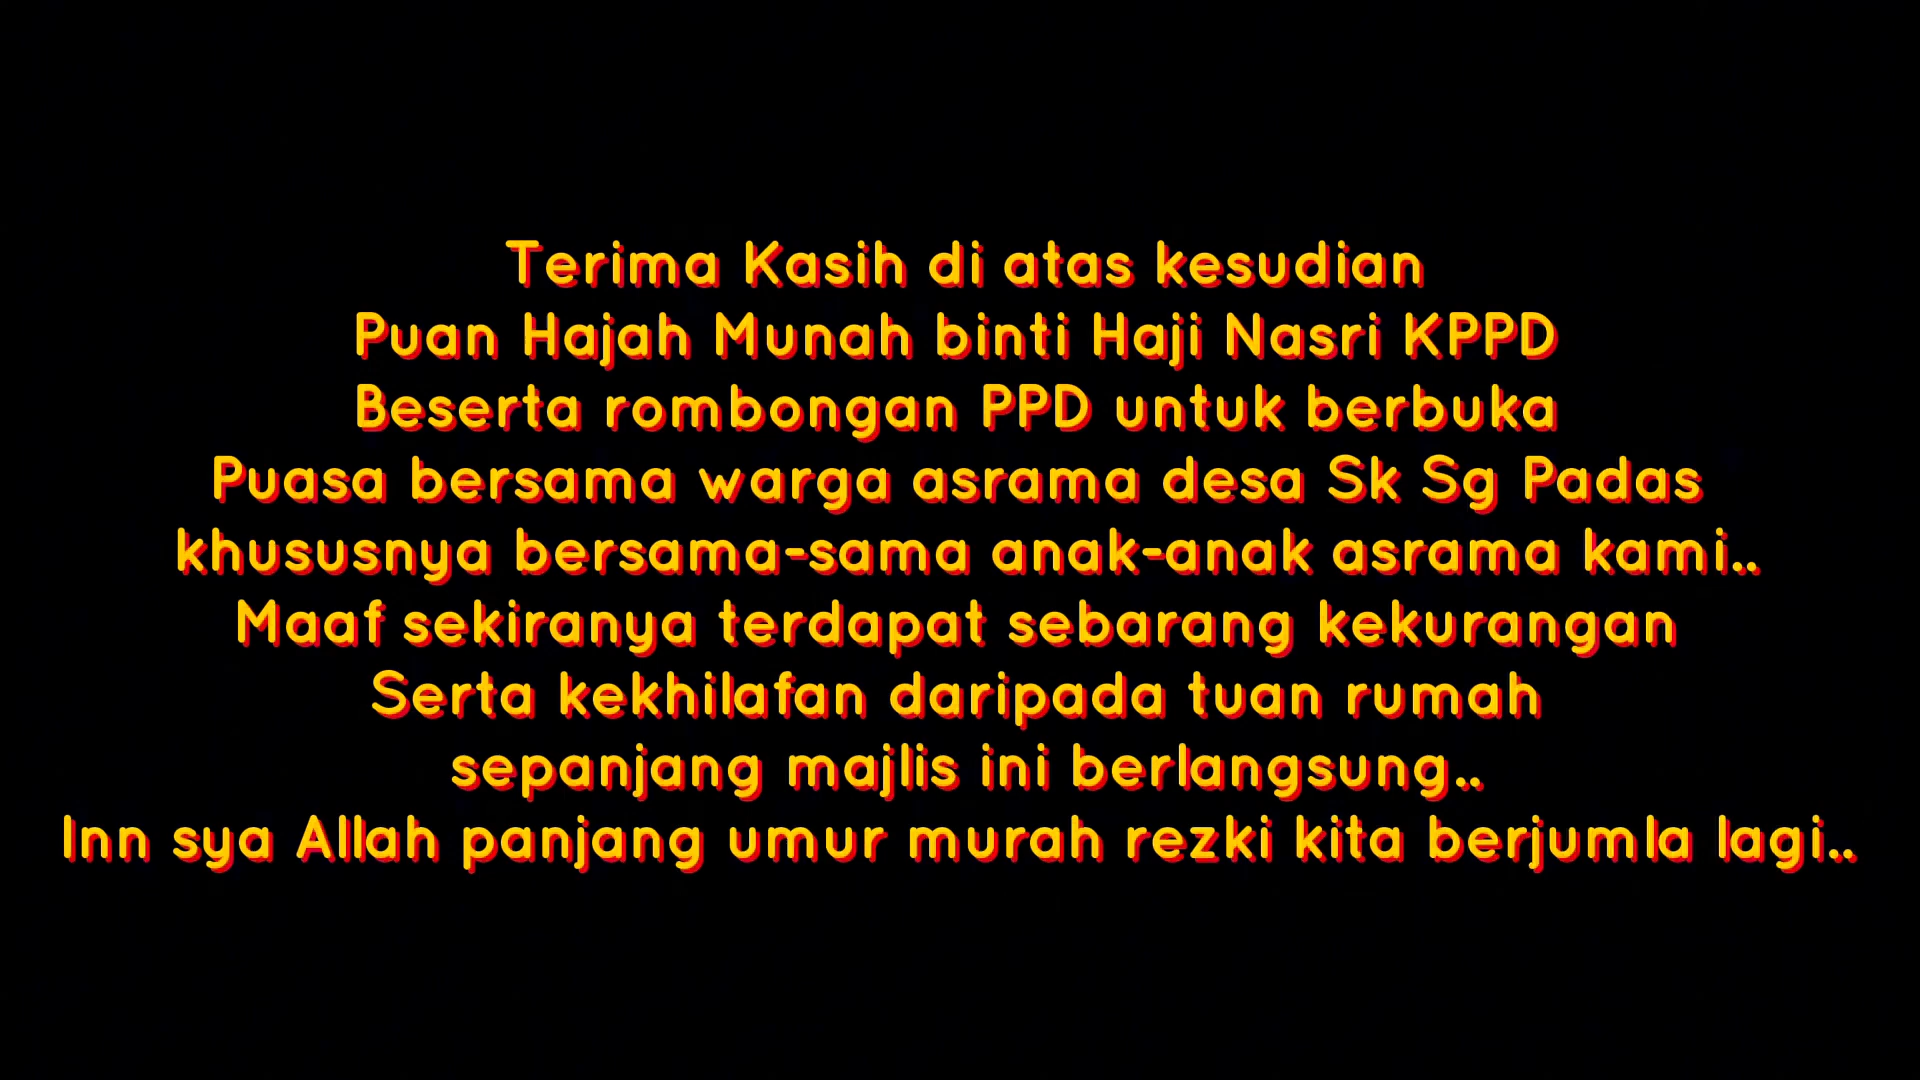 Terima Kasih di atas kesudian
Puan Hajah Munah binti Haji Nasri KPPD
Beserta rombongan PPD untuk berbuka
Puasa bersama warga asrama desa Sk Sg Padas
khususnya bersama-sama anak-anak asrama kami..
Maaf sekiranya terdapat sebarang kekurangan
Serta kekhilafan daripada tuan rumah
sepanjang majlis ini berlangsung..
Inn sya Allah panjang umur murah rezki kita berjumla lagi..